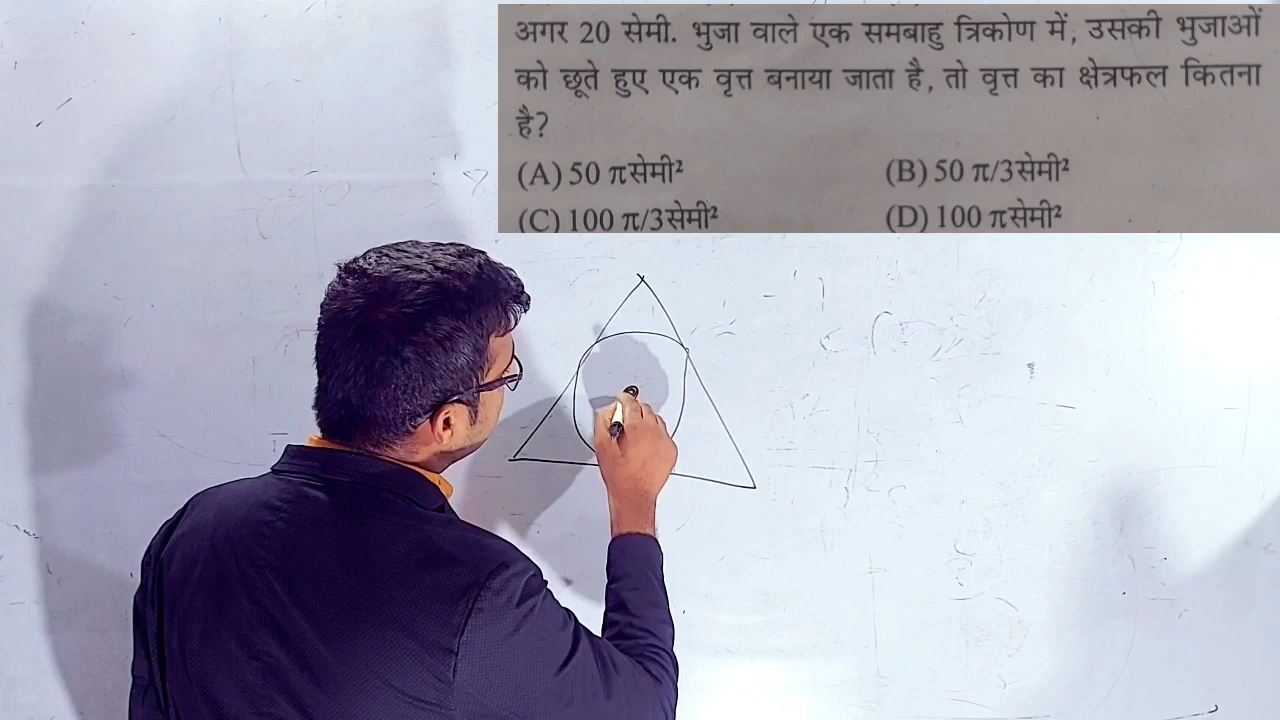 अगर 20 सेमी. भुजा वाले एक समबाहु त्रिकोण में, उसकी भुजाओं
को छूते हुए एक वृत्त बनाया जाता है, तो वृत्त का क्षेत्रफल कितना
है?
(A) 50 πसेमी² (B) 50 π/3सेमी²
(C) 100 π/3सेमी² (D) 100 πसेमी²